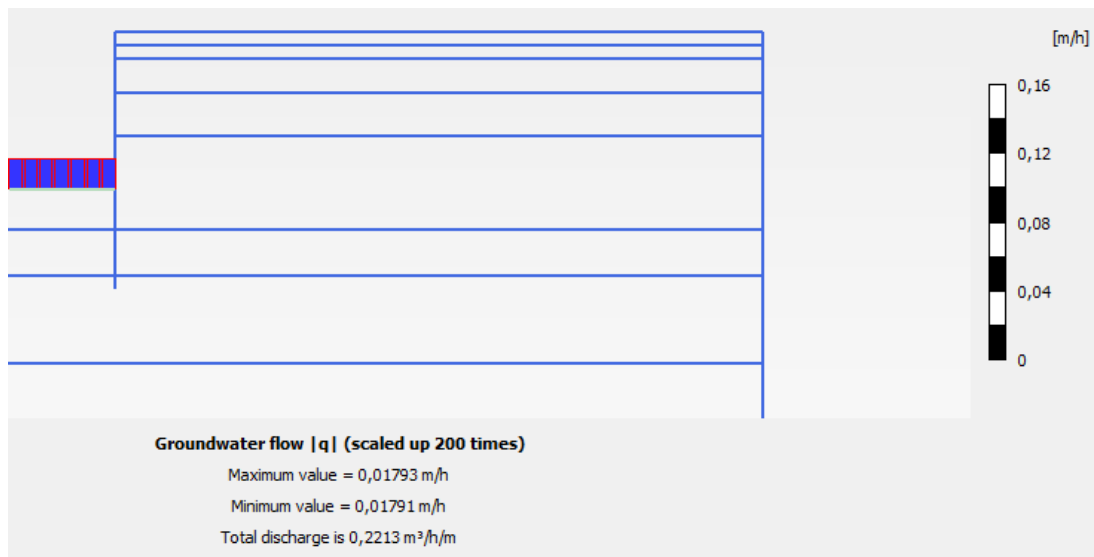 [m/h]
0,16
0,12
0,08
0,04
0
Groundwater flow |q| (scaled up 200 times)
Maximum value = 0,01793 m/h
Minimum value = 0,01791 m/h
Total discharge is 0,2213 m³/h/m